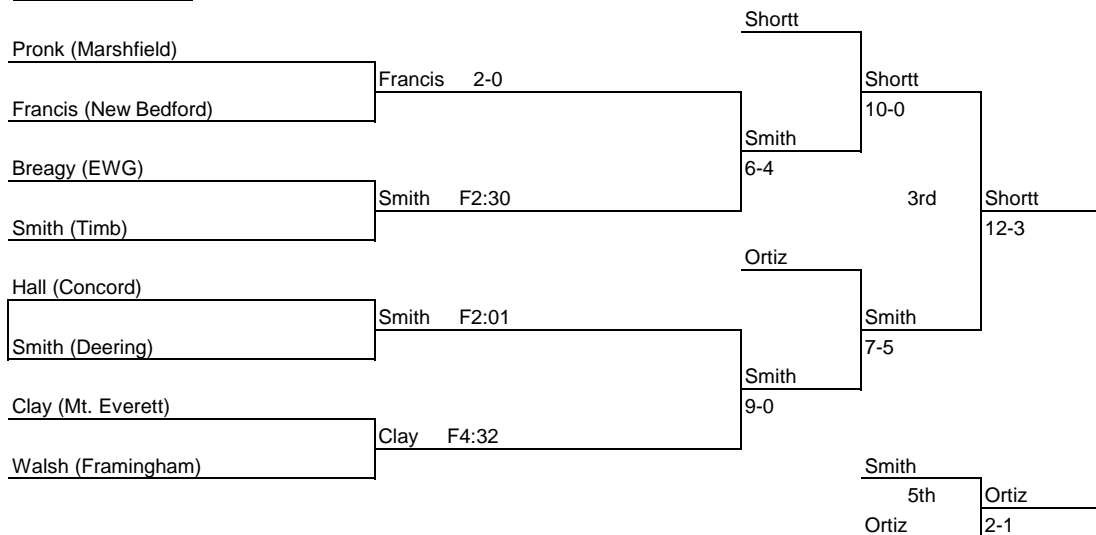 Shortt
Pronk (Marshfield)
Francis 2-0 Shortt
Francis (New Bedford) 10-0
Smith
Breagy (EWG) 6-4
Smith F2:30 3rd Shortt
Smith (Timb) 12-3
Ortiz
Hall (Concord)
Smith F2:01 Smith
Smith (Deering) 7-5
Smith
Clay (Mt. Everett) 9-0
Clay F4:32
Walsh (Framingham) Smith
5th Ortiz
Ortiz 2-1